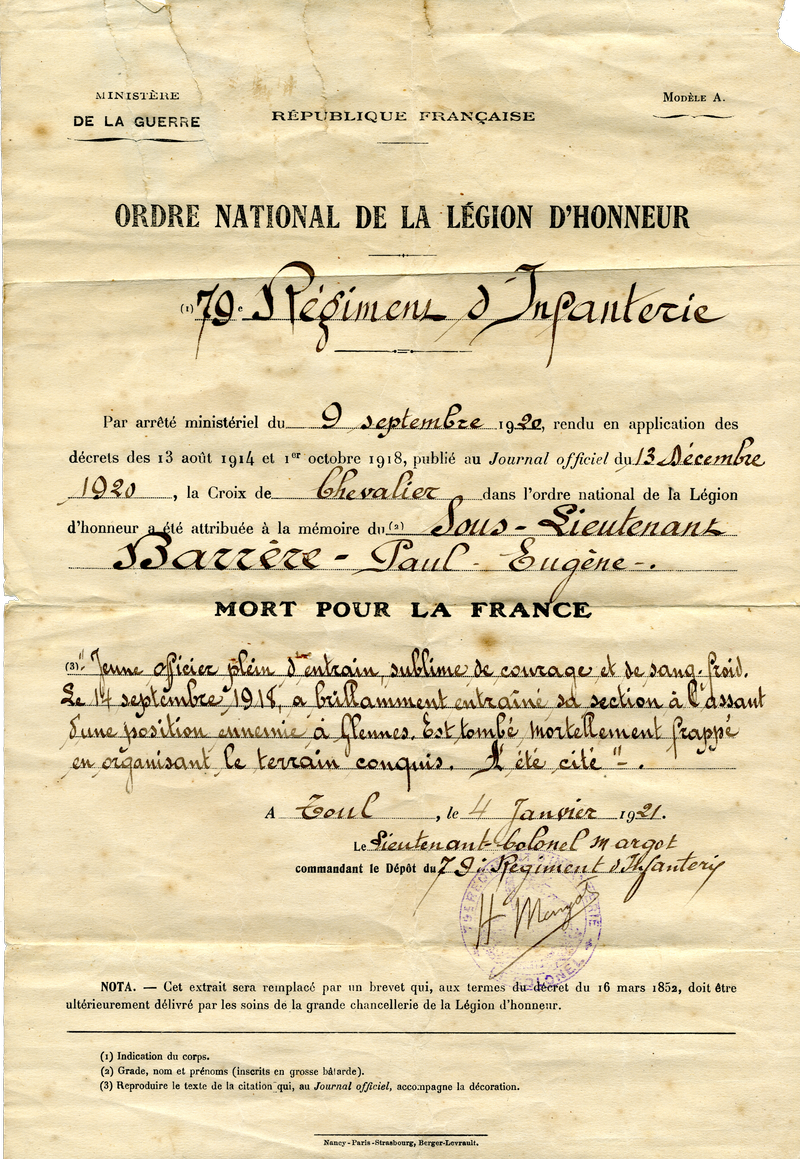 MINISTÈRE
DE LA GUERRE
RÉPUBLIQUE FRANÇAISE
MODÈLE A.
ORDRE NATIONAL DE LA LÉGION D'HONNEUR
(1) 79e Régiment d'Infanterie
Par arrêté ministériel du 9 septembre 1920, rendu en application des
décrets des 13 août 1914 et 1er octobre 1918, publié au Journal officiel du 13 Décembre
1920, la Croix de Chevalier dans l'ordre national de la Légion
d'honneur a été attribuée à la mémoire du (2) Sous-Lieutenant
Barrère - Paul - Eugène -.
MORT POUR LA FRANCE
(3) "Jeune officier plein d'entrain, sublime de courage et de sang-froid.
Le 14 septembre 1918, a brillamment entraîné sa section à l'assaut
d'une position ennemie à Glennes. Est tombé mortellement frappé
en organisant le terrain conquis. A été cité" - .
A Toul, le 4 Janvier 1921.
Le Lieutenant-Colonel Margot
commandant le Dépôt du 79e Régiment d'Infanterie
H Margot
NOTA. — Cet extrait sera remplacé par un brevet qui, aux termes du décret du 16 mars 1852, doit être
ultérieurement délivré par les soins de la grande chancellerie de la Légion d'honneur.
(1) Indication du corps.
(2) Grade, nom et prénoms (inscrits en grosse bâtarde).
(3) Reproduire le texte de la citation qui, au Journal officiel, accompagne la décoration.
Nancy-Paris-Strasbourg, Berger-Levrault.